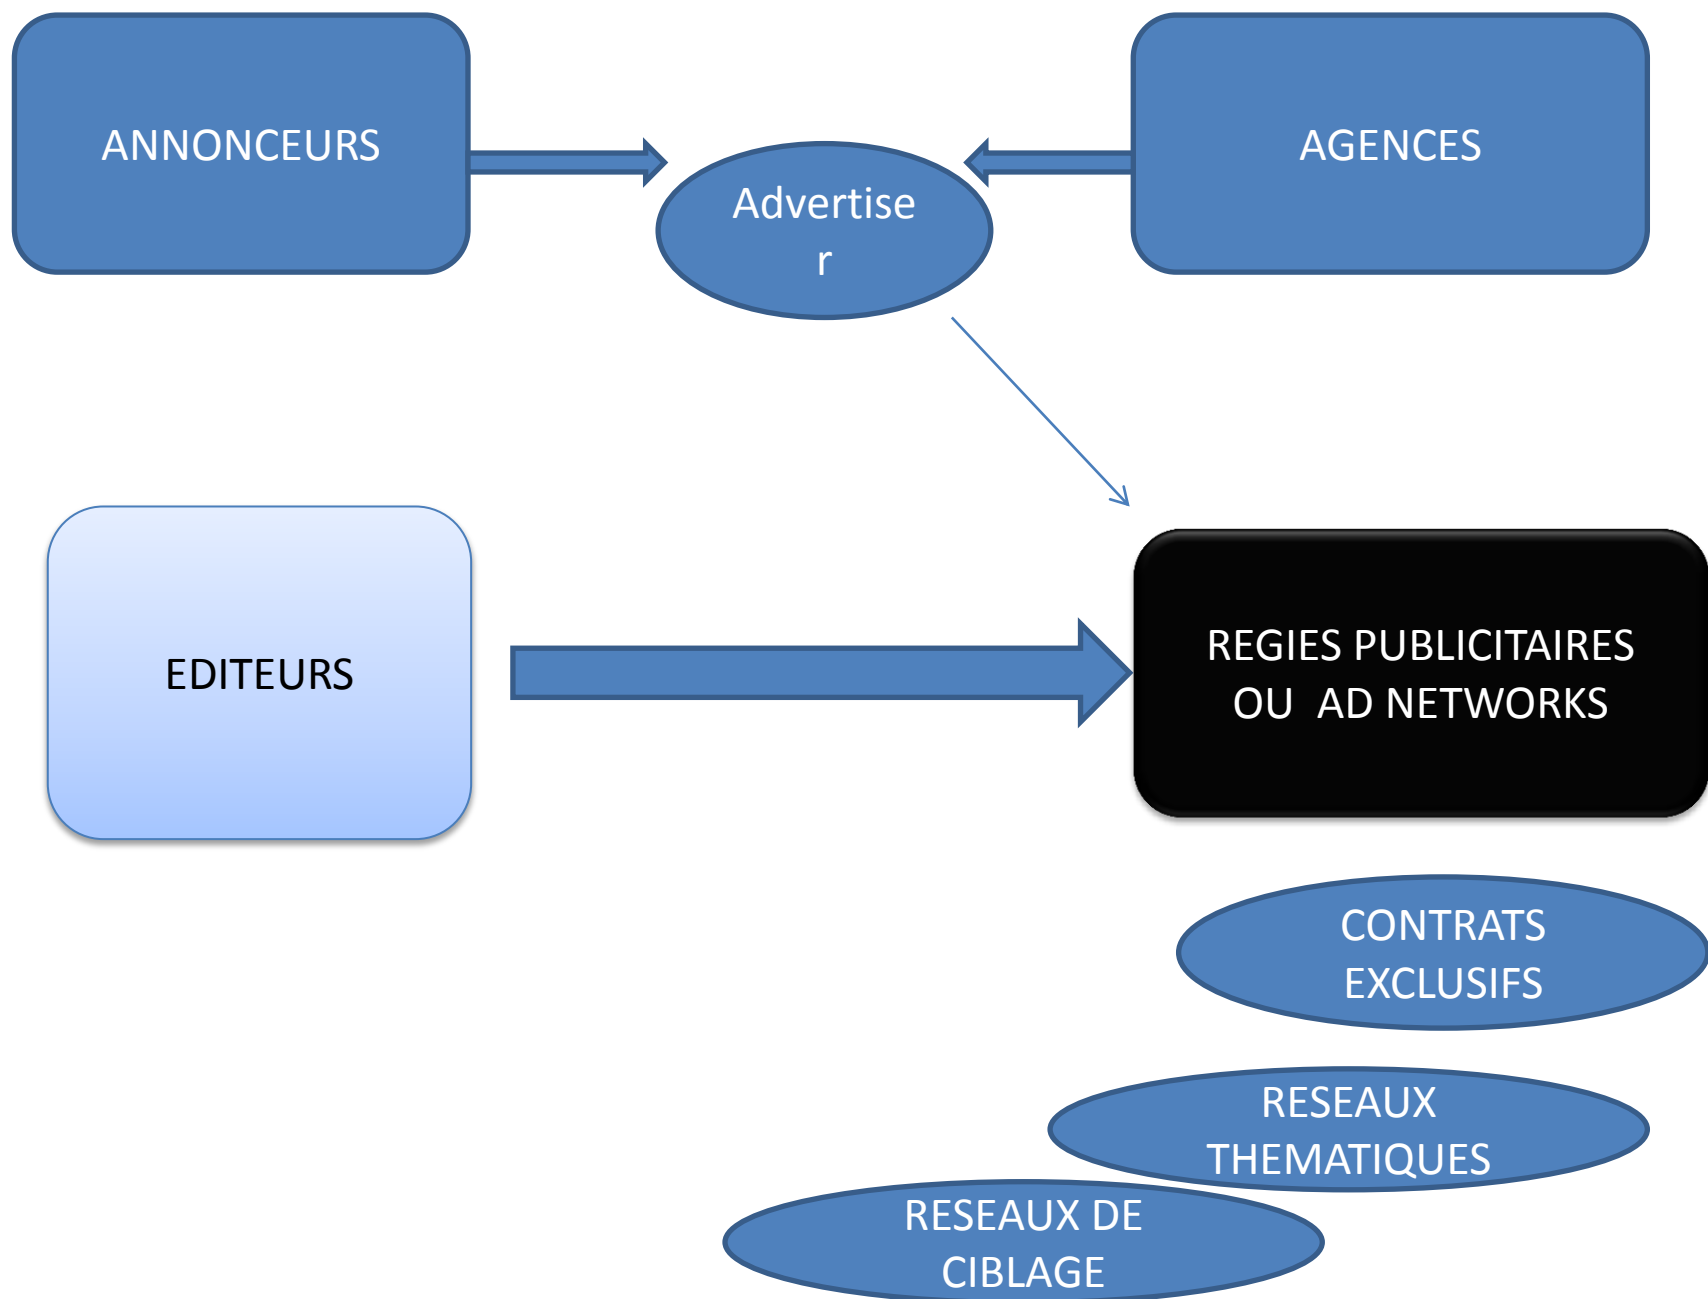 ANNONCEURS
Advertise
r
AGENCES
EDITEURS
REGIES PUBLICITAIRES
OU AD NETWORKS
CONTRATS
EXCLUSIFS
RESEAUX
THEMATIQUES
RESEAUX DE
CIBLAGE